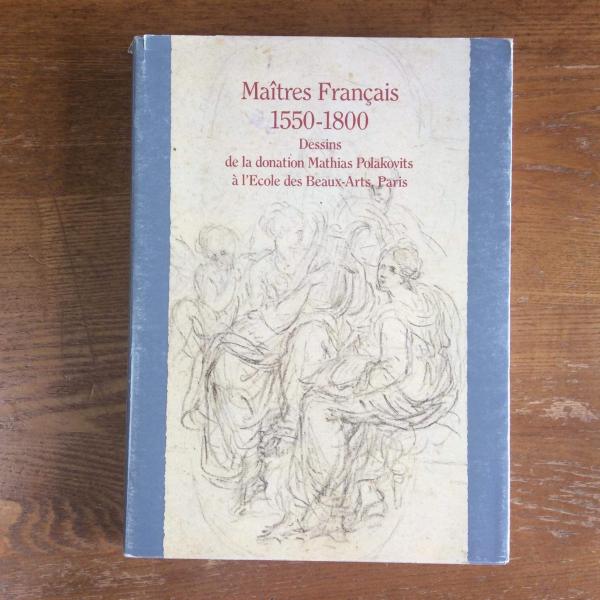 Maîtres Français
1550-1800
Dessins
de la donation Mathias Polakovits
à l'Ecole des Beaux-Arts, Paris